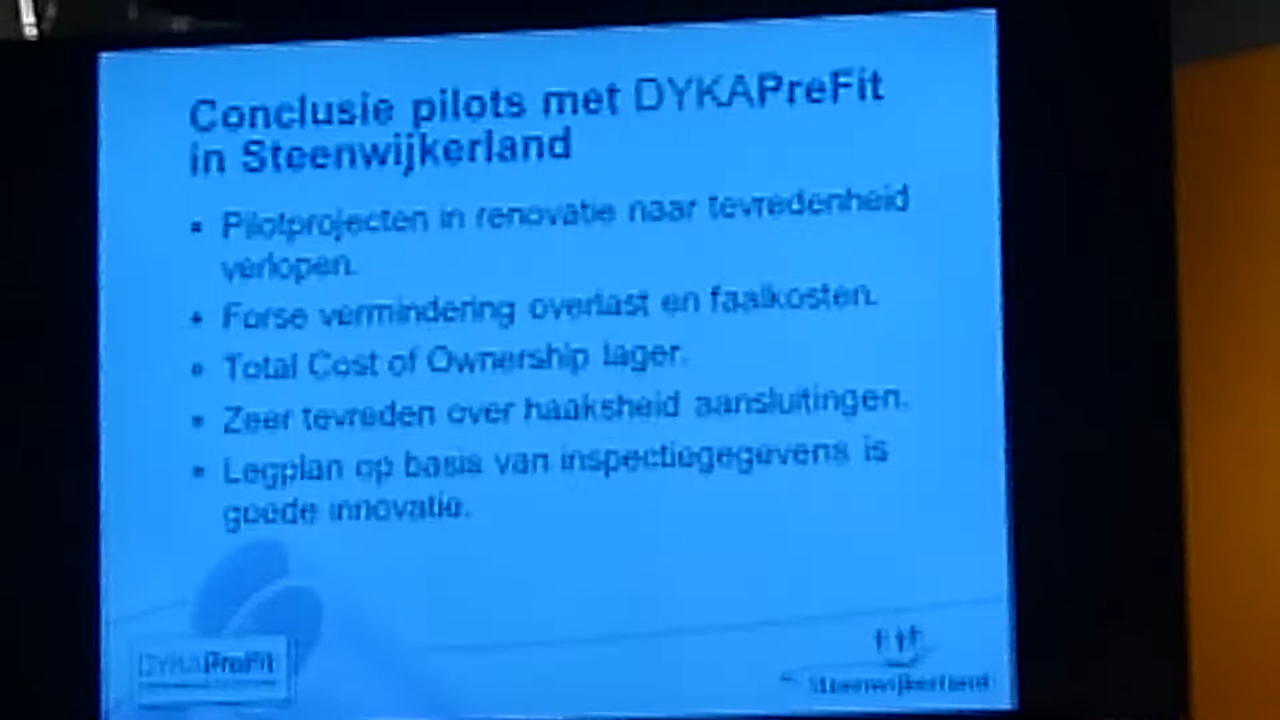 Conclusie pilots met DYKAPreFit
in Steenwijkerland
• Pilotprojecten in renovatie naar tevredenheid
verlopen.
• Forse vermindering overlast en faalkosten.
• Total Cost of Ownership lager.
• Zeer tevreden over haaksheid aansluitingen.
• Legplan op basis van inspectiegegevens is
goede innovatie.
DYKAPreFit
Steenwijkerland